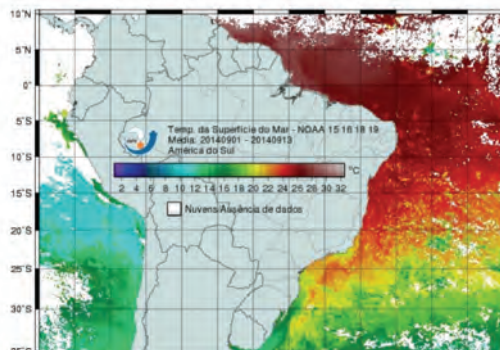 10°N
5°N
0°
5°S
10°S
15°S
20°S
25°S
30°S
Temp. da Superfície do Mar - NOAA 15 16 18 19
Média: 20140901 - 20140913
América do Sul
°C
2 4 6 8 10 12 14 16 18 20 22 24 26 28 30 32
Nuvens/Ausência de dados